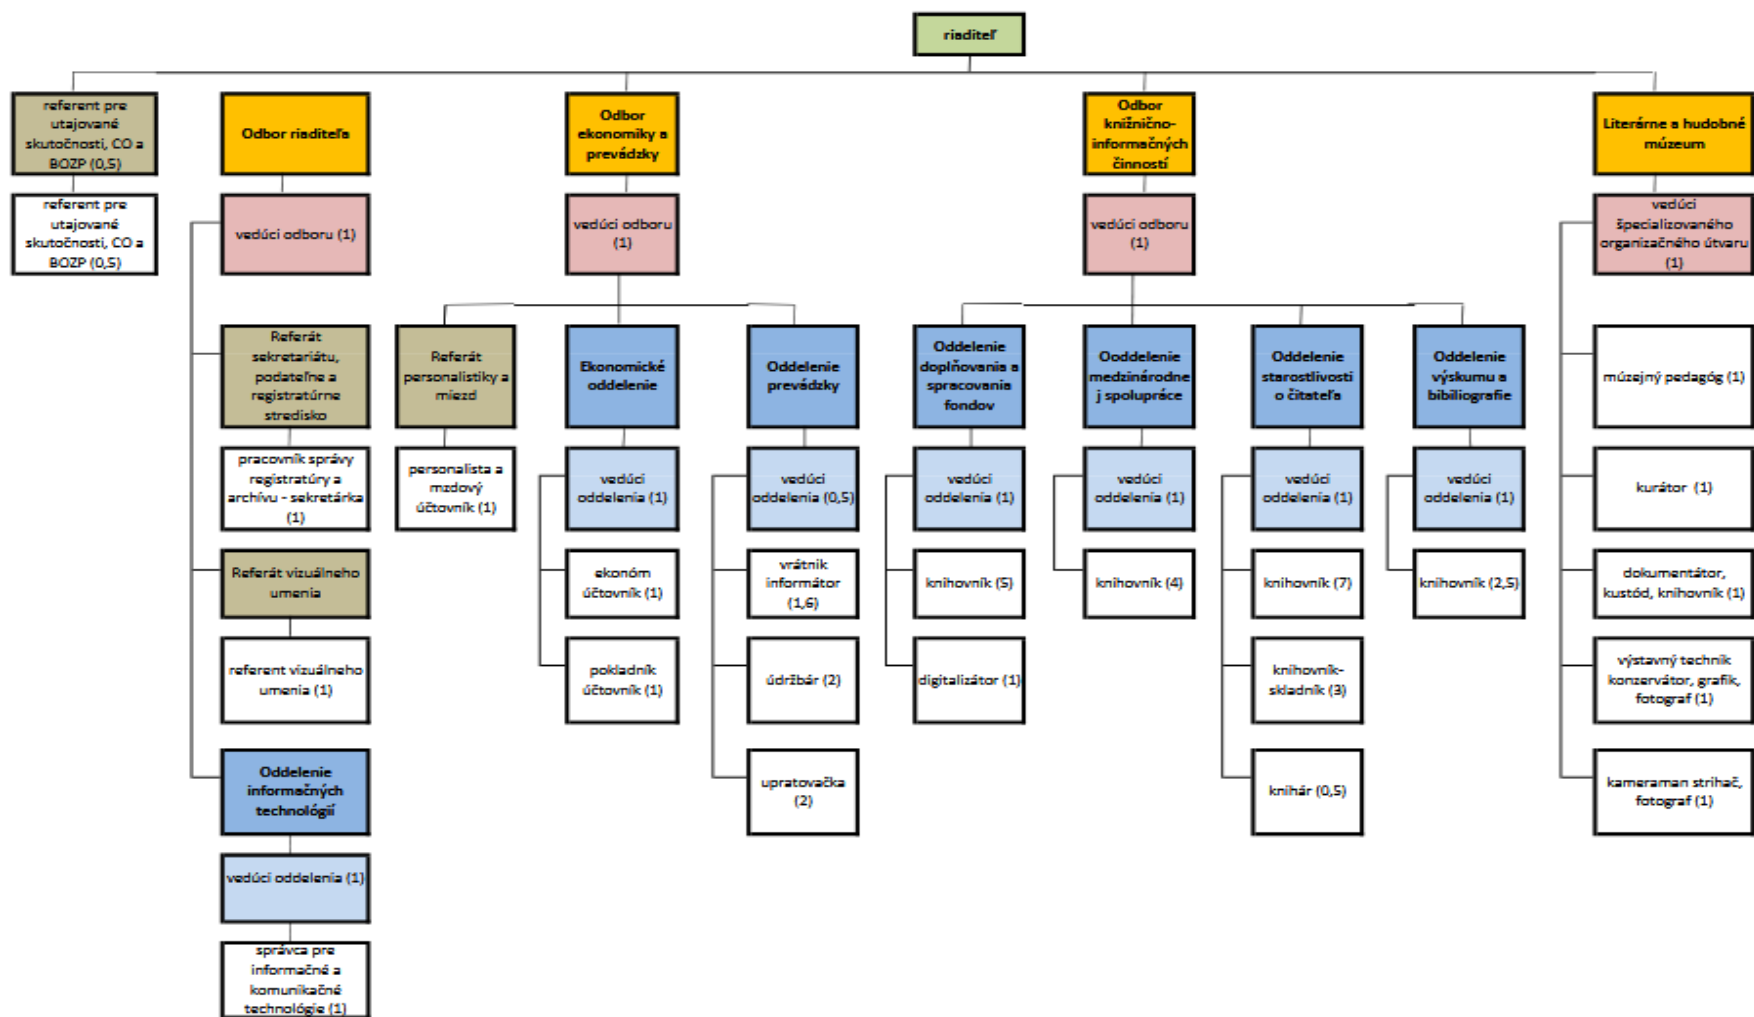 riaditeľ
referent pre
utajované
skutočnosti, CO a
BOZP (0,5)
Odbor riaditeľa
Odbor
ekonomiky a
prevádzky
Odbor
knižnično-
informačných
činností
Literárne a hudobné
múzeum
referent pre
utajované
skutočnosti, CO a
BOZP (0,5)
vedúci odboru (1)
vedúci odboru
(1)
vedúci odboru
(1)
vedúci
špecializovaného
organizačného útvaru
(1)
Referát
sekretariátu,
podateľne a
registratúrne
stredisko
Referát
personalistiky a
miezd
Ekonomické
oddelenie
Oddelenie
prevádzky
Oddelenie
doplňovania a
spracovania
fondov
Ooddelenie
medzinárodne
j spolupráce
Oddelenie
starostlivosti
o čitateľa
Oddelenie
výskumu a
bibiliografie
múzejný pedagóg (1)
pracovník správy
registratúry a
archívu - sekretárka
(1)
personalista a
mzdový
účtovník (1)
vedúci
oddelenia (1)
vedúci
oddelenia (0,5)
vedúci
oddelenia (1)
vedúci
oddelenia (1)
vedúci
oddelenia (1)
vedúci
oddelenia (1)
kurátor (1)
Referát vizuálneho
umenia
ekonóm
účtovník (1)
vrátnik
informátor
(1,6)
knihovník (5)
knihovník (4)
knihovník (7)
knihovník (2,5)
dokumentátor,
kustód, knihovník (1)
referent vizuálneho
umenia (1)
pokladník
účtovník (1)
údržbár (2)
digitalizátor (1)
knihovník-
skladník (3)
výstavný technik
konzervátor, grafik,
fotograf (1)
Oddelenie
informačných
technológií
upratovačka
(2)
knihár (0,5)
kameraman strihač,
fotograf (1)
vedúci oddelenia (1)
správca pre
informačné a
komunikačné
technológie (1)